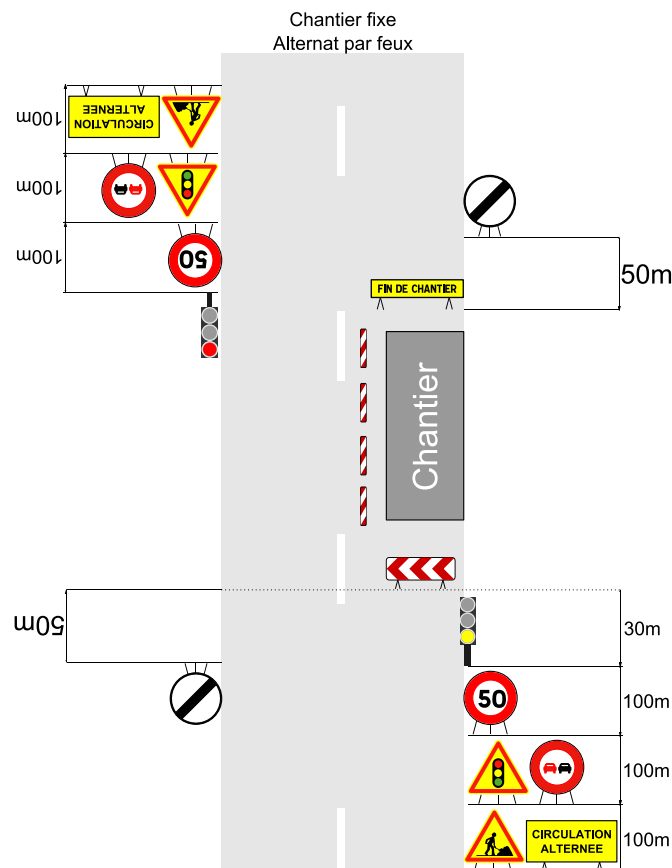 Chantier fixe
Alternat par feux
100m
CIRCULATION
ALTERNEE
100m
100m
50
50m
FIN DE CHANTIER
Chantier
50m
30m
50
100m
100m
100m
CIRCULATION
ALTERNEE